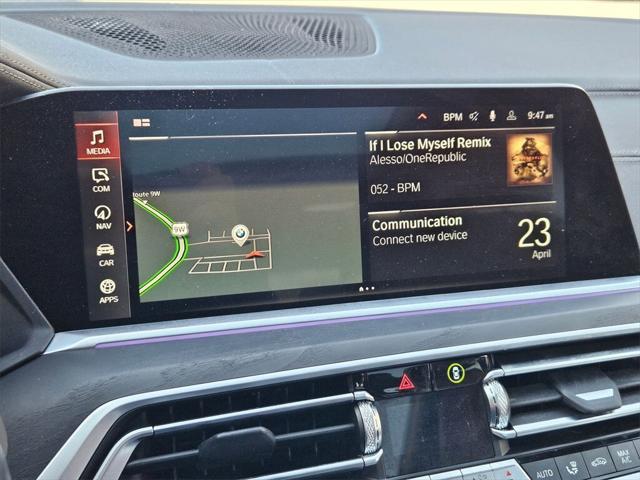 BPM 9:47 am
MEDIA
COM
NAV
CAR
APPS
Route 9W
9W
If I Lose Myself Remix
Alesso/OneRepublic
052 - BPM
Communication
Connect new device
23
April
AUTO
MAX
A/C